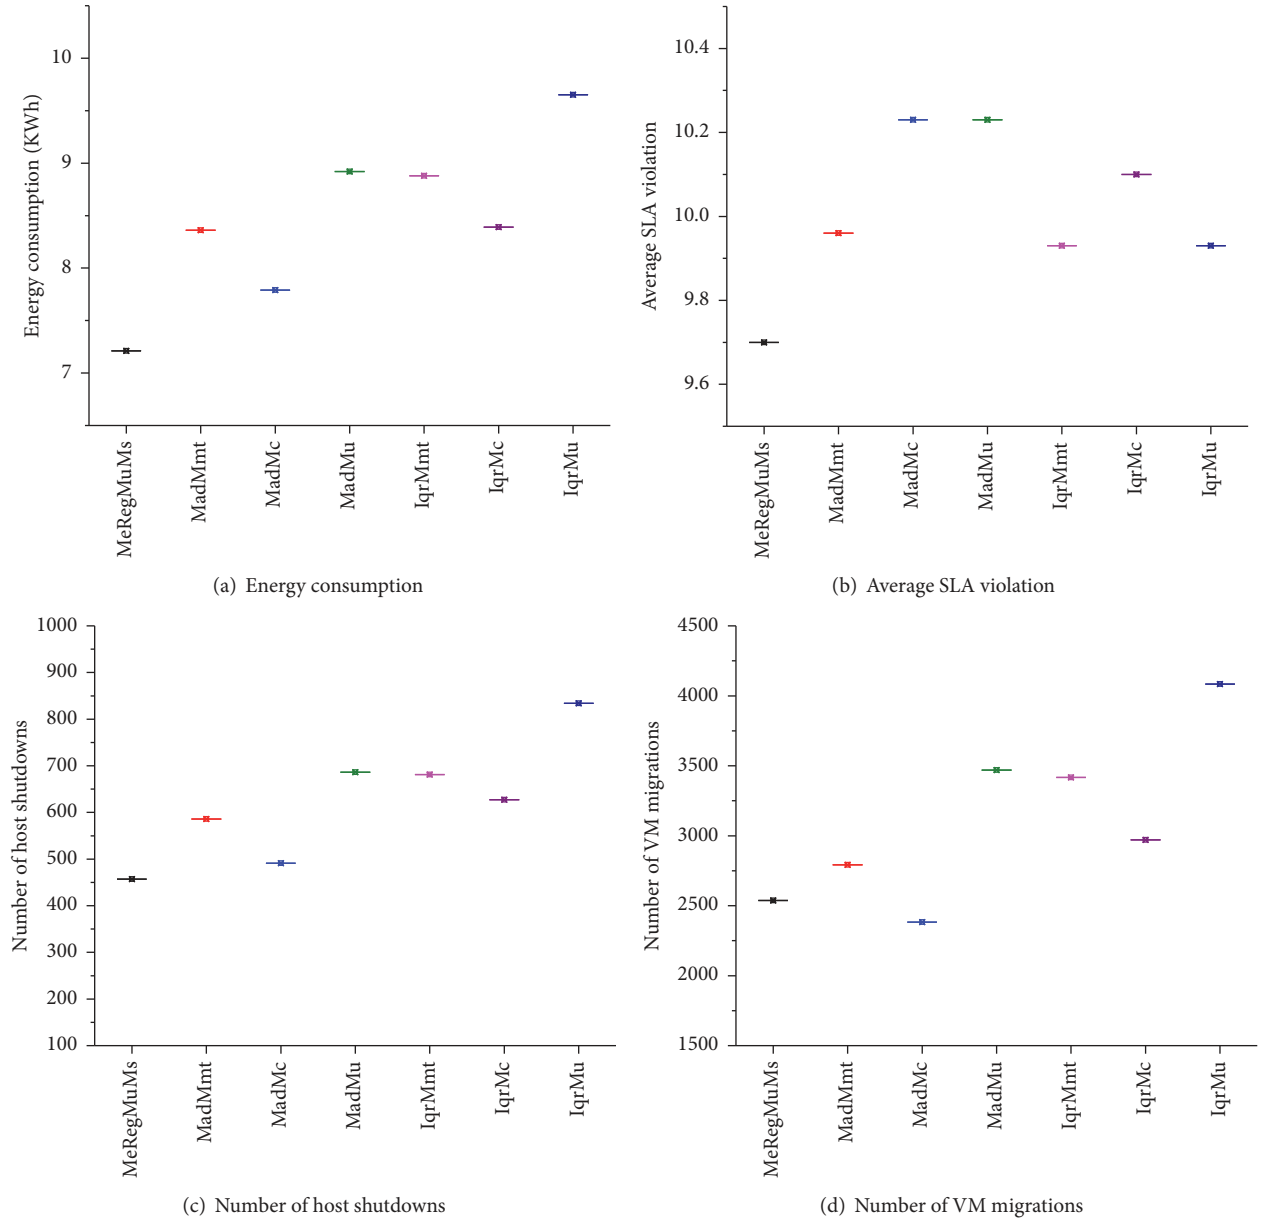 Energy consumption (KWh)
10
9
8
7
MeRegMuMs
MadMmt
MadMc
MadMu
IqrMmt
IqrMc
IqrMu
(a) Energy consumption
Average SLA violation
10.4
10.2
10.0
9.8
9.6
MeRegMuMs
MadMmt
MadMc
MadMu
IqrMmt
IqrMc
IqrMu
(b) Average SLA violation
Number of host shutdowns
1000
900
800
700
600
500
400
300
200
100
MeRegMuMs
MadMmt
MadMc
MadMu
IqrMmt
IqrMc
IqrMu
(c) Number of host shutdowns
Number of VM migrations
4500
4000
3500
3000
2500
2000
1500
MeRegMuMs
MadMmt
MadMc
MadMu
IqrMmt
IqrMc
IqrMu
(d) Number of VM migrations